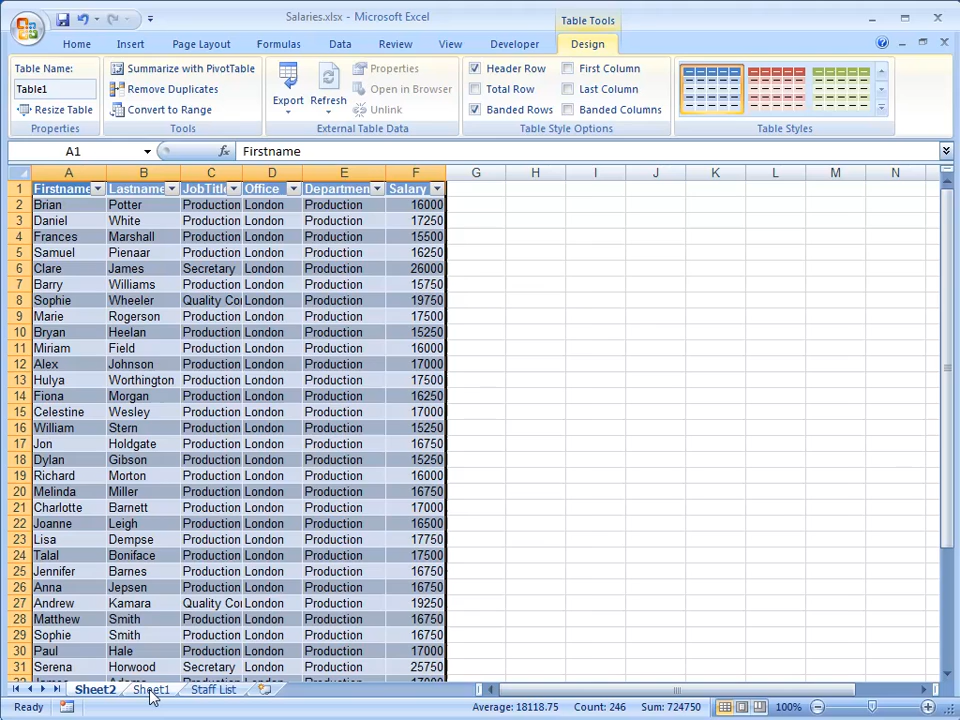 Salaries.xlsx - Microsoft Excel
Table Tools
Home Insert Page Layout Formulas Data Review View Developer Design
Table Name:
Table1
Resize Table
Properties
Summarize with PivotTable
Remove Duplicates
Convert to Range
Tools
Export Refresh
Properties
Open in Browser
Unlink
External Table Data
Header Row First Column
Total Row Last Column
Banded Rows Banded Columns
Table Style Options
Table Styles
A1 fx Firstname
A B C D E F G H I J K L M N
1 Firstname Lastname JobTitle Office Departmen Salary
2 Brian Potter Production London Production 16000
3 Daniel White Production London Production 17250
4 Frances Marshall Production London Production 15500
5 Samuel Pienaar Production London Production 16250
6 Clare James Secretary London Production 26000
7 Barry Williams Production London Production 15750
8 Sophie Wheeler Quality Con London Production 19750
9 Marie Rogerson Production London Production 17500
10 Bryan Heelan Production London Production 15250
11 Miriam Field Production London Production 16000
12 Alex Johnson Production London Production 17000
13 Hulya Worthington Production London Production 17500
14 Fiona Morgan Production London Production 16250
15 Celestine Wesley Production London Production 17000
16 William Stern Production London Production 15250
17 Jon Holdgate Production London Production 16750
18 Dylan Gibson Production London Production 15250
19 Richard Morton Production London Production 16000
20 Melinda Miller Production London Production 16750
21 Charlotte Barnett Production London Production 17000
22 Joanne Leigh Production London Production 16500
23 Lisa Dempse Production London Production 17750
24 Talal Boniface Production London Production 17500
25 Jennifer Barnes Production London Production 16750
26 Anna Jepsen Production London Production 16750
27 Andrew Kamara Quality Con London Production 19250
28 Matthew Smith Production London Production 16750
29 Sophie Smith Production London Production 16750
30 Paul Hale Production London Production 17000
31 Serena Horwood Secretary London Production 25750
Sheet2 Sheet1 Staff List
Ready Average: 18118.75 Count: 246 Sum: 724750 100%